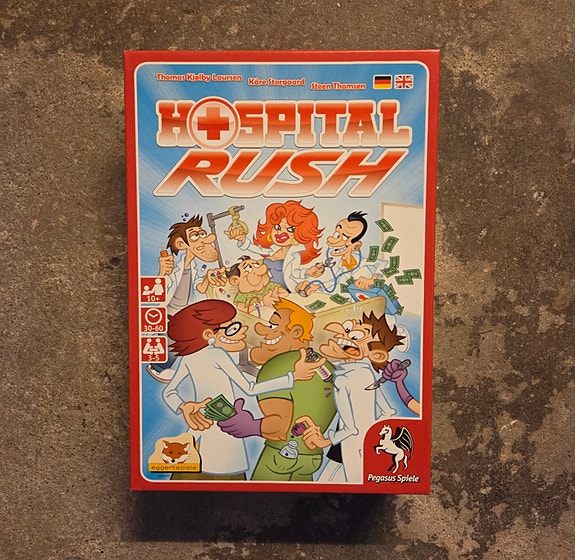 Thomas Kjølby Laursen Kåre Storgaard Steen Thomsen
HOSPITAL
RUSH
10+
30-60
3-5
eggertspiele
Pegasus Spiele